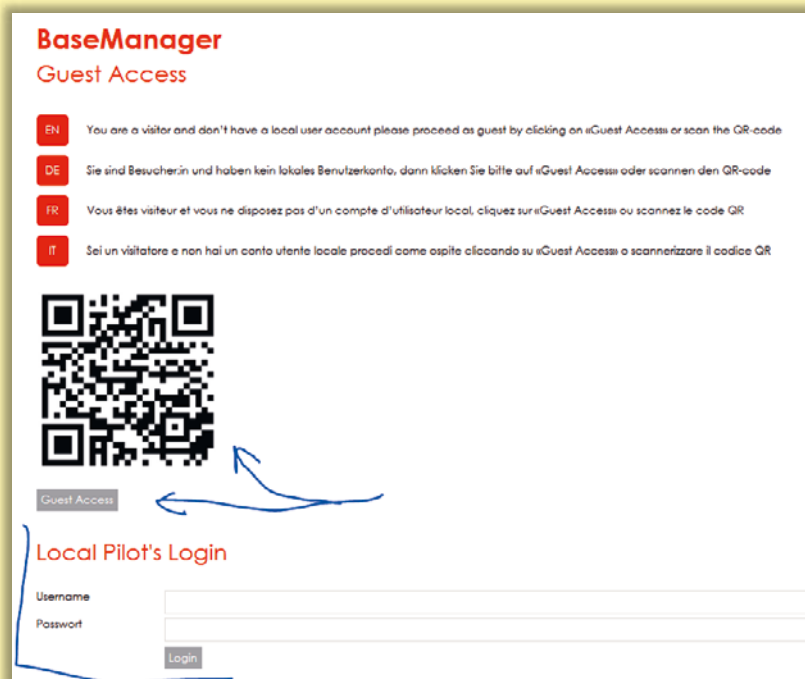 BaseManager
Guest Access
EN You are a visitor and don't have a local user account please proceed as guest by clicking on «Guest Access» or scan the QR-code
DE Sie sind Besucher:in und haben kein lokales Benutzerkonto, dann klicken Sie bitte auf «Guest Access» oder scannen den QR-code
FR Vous êtes visiteur et vous ne disposez pas d'un compte d'utilisateur local, cliquez sur «Guest Access» ou scannez le code QR
IT Sei un visitatore e non hai un conto utente locale procedi come ospite cliccando su «Guest Access» o scannerizzare il codice QR
Guest Access
Local Pilot's Login
Username
Passwort
Login